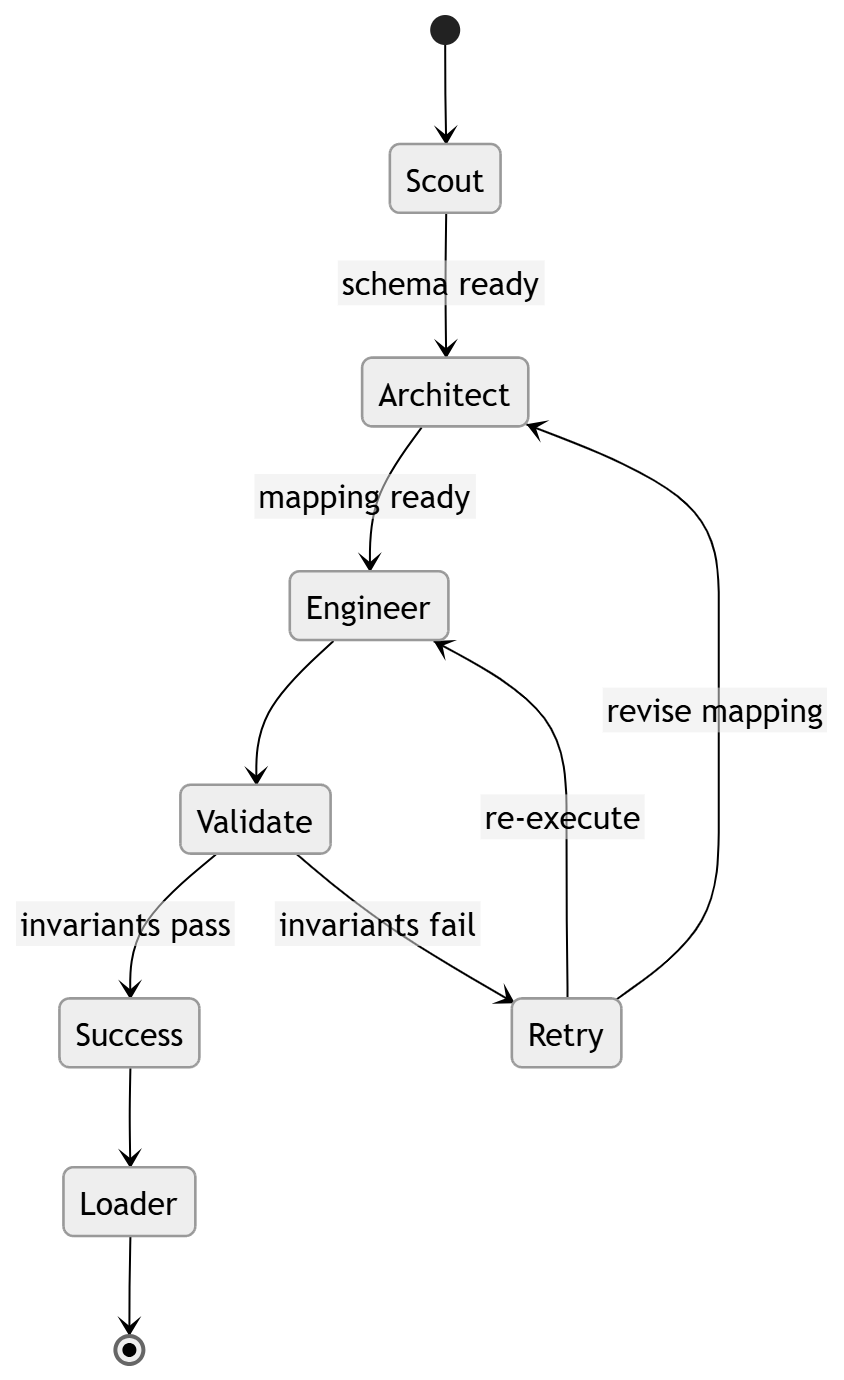 Scout
schema ready
Architect
mapping ready
Engineer
revise mapping
re-execute
Validate
invariants pass
invariants fail
Success
Retry
Loader